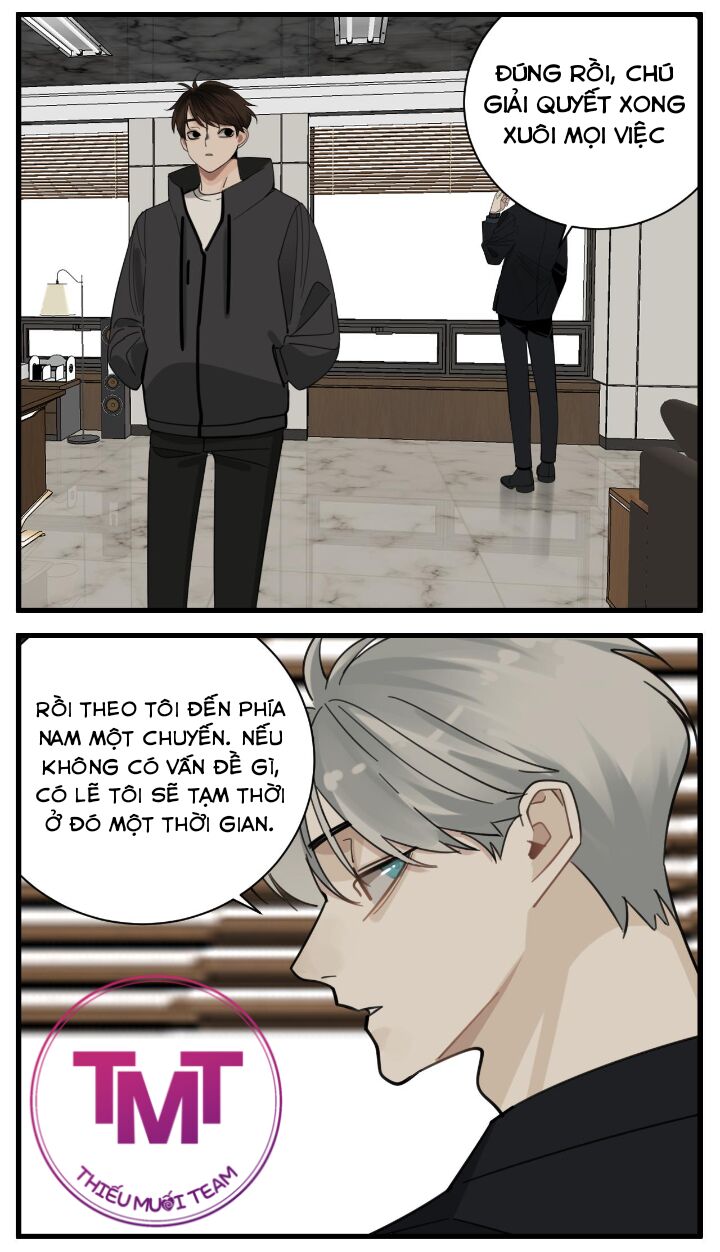 ĐÚNG RỒI, CHÚ
GIẢI QUYẾT XONG
XUÔI MỌI VIỆC
RỒI THEO TÔI ĐẾN PHÍA
NAM MỘT CHUYẾN. NẾU
KHÔNG CÓ VẤN ĐỀ GÌ,
CÓ LẼ TÔI SẼ TẠM THỜI
Ở ĐÓ MỘT THỜI GIAN.
TMT
THIẾU MUỐI TEAM